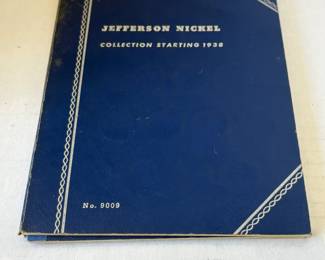 JEFFERSON NICKEL
COLLECTION STARTING 1938
No. 9009